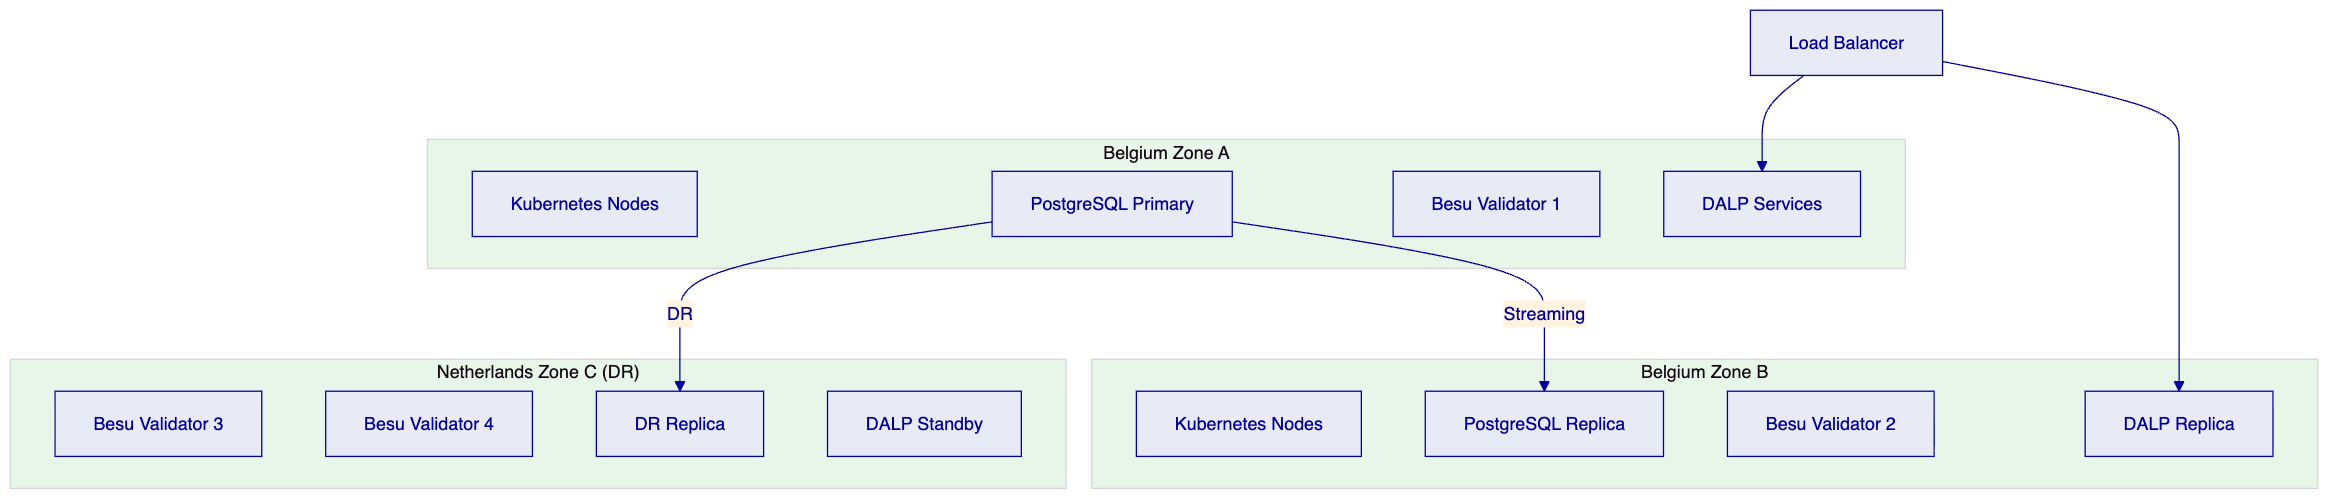 Load Balancer
Belgium Zone A
Kubernetes Nodes
PostgreSQL Primary
Besu Validator 1
DALP Services
DR
Streaming
Netherlands Zone C (DR)
Besu Validator 3
Besu Validator 4
DR Replica
DALP Standby
Belgium Zone B
Kubernetes Nodes
PostgreSQL Replica
Besu Validator 2
DALP Replica